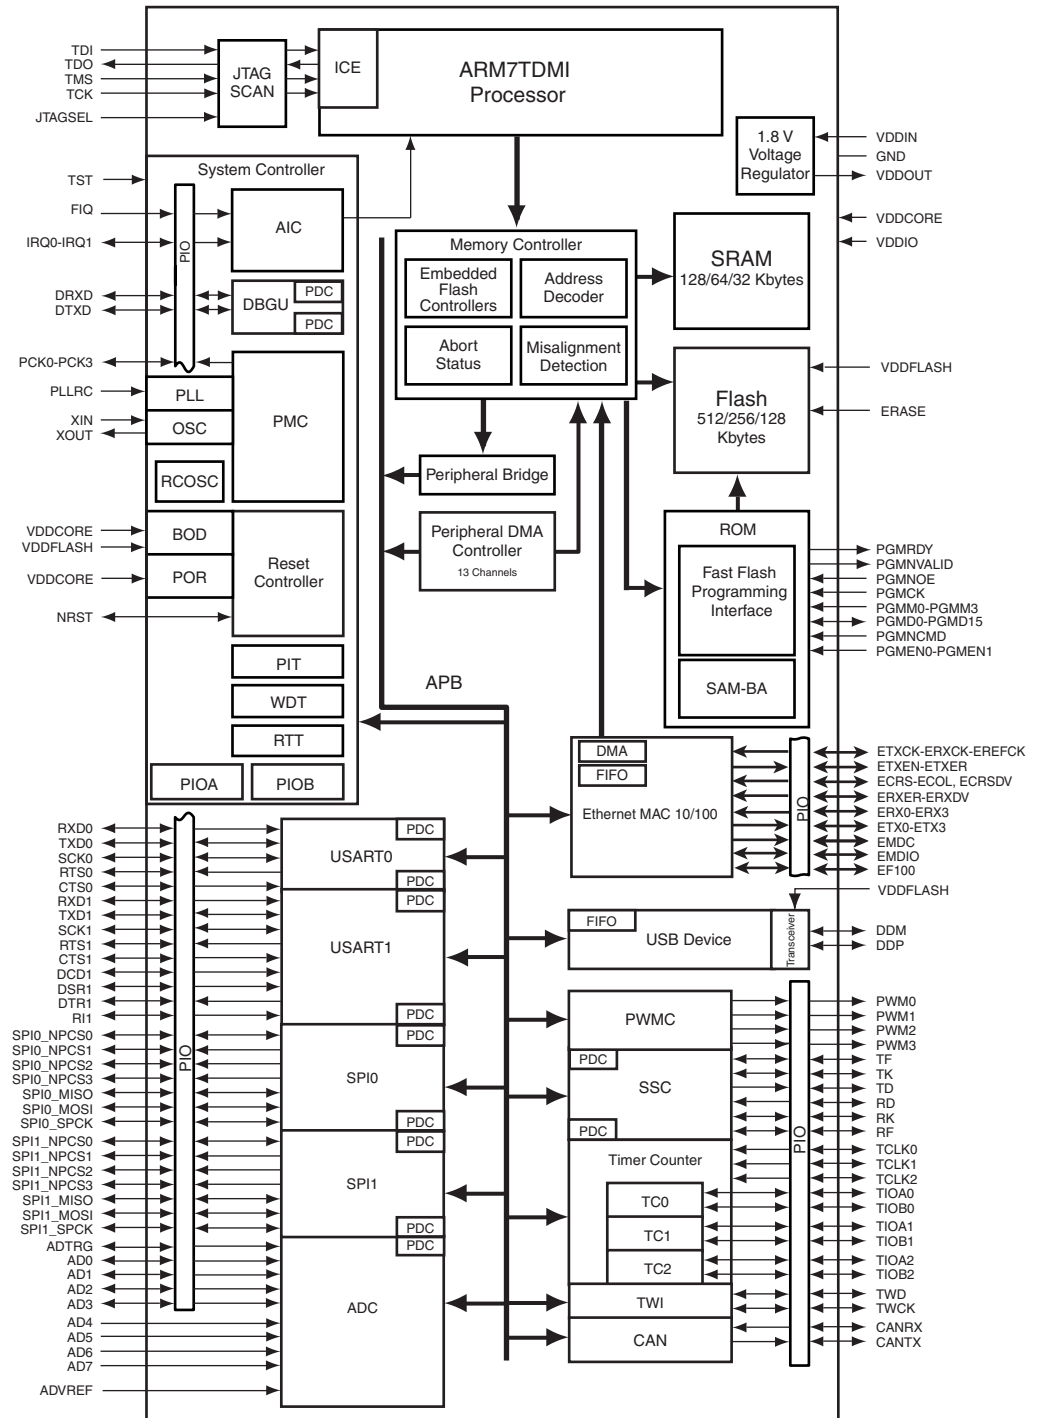 TDI
TDO
TMS
TCK
JTAGSEL
JTAG
SCAN
ICE
ARM7TDMI
Processor
1.8 V
Voltage
Regulator
VDDIN
GND
VDDOUT
VDDCORE
VDDIO
System Controller
TST
FIQ
IRQ0-IRQ1
PIO
AIC
DRXD
DTXD
DBGU
PDC
PDC
PCK0-PCK3
PLLRC
PLL
XIN
XOUT
OSC
PMC
RCOSC
VDDCORE
VDDFLASH
BOD
VDDCORE
POR
Reset
Controller
NRST
PIT
WDT
RTT
PIOA
PIOB
Memory Controller
Embedded
Flash
Controllers
Address
Decoder
Abort
Status
Misalignment
Detection
SRAM
128/64/32 Kbytes
Flash
512/256/128
Kbytes
VDDFLASH
ERASE
Peripheral Bridge
Peripheral DMA
Controller
13 Channels
ROM
Fast Flash
Programming
Interface
SAM-BA
PGMRDY
PGMNVALID
PGMNOE
PGMCK
PGMM0-PGMM3
PGMD0-PGMD15
PGMNCMD
PGMEN0-PGMEN1
APB
DMA
FIFO
Ethernet MAC 10/100
PIO
ETXCK-ERXCK-EREFCK
ETXEN-ETXER
ECRS-ECOL, ECRSDV
ERXER-ERXDV
ERX0-ERX3
ETX0-ETX3
EMDC
EMDIO
EF100
VDDFLASH
RXD0
TXD0
SCK0
RTS0
CTS0
RXD1
TXD1
SCK1
RTS1
CTS1
DCD1
DSR1
DTR1
RI1
SPI0_NPCS0
SPI0_NPCS1
SPI0_NPCS2
SPI0_NPCS3
SPI0_MISO
SPI0_MOSI
SPI0_SPCK
SPI1_NPCS0
SPI1_NPCS1
SPI1_NPCS2
SPI1_NPCS3
SPI1_MISO
SPI1_MOSI
SPI1_SPCK
ADTRG
AD0
AD1
AD2
AD3
AD4
AD5
AD6
AD7
ADVREF
PIO
PDC
USART0
PDC
PDC
USART1
PDC
PDC
SPI0
PDC
PDC
SPI1
PDC
PDC
ADC
FIFO
USB Device
Transceiver
DDM
DDP
PWMC
PDC
SSC
PDC
Timer Counter
TC0
TC1
TC2
TWI
CAN
PIO
PWM0
PWM1
PWM2
PWM3
TF
TK
TD
RD
RK
RF
TCLK0
TCLK1
TCLK2
TIOA0
TIOB0
TIOA1
TIOB1
TIOA2
TIOB2
TWD
TWCK
CANRX
CANTX